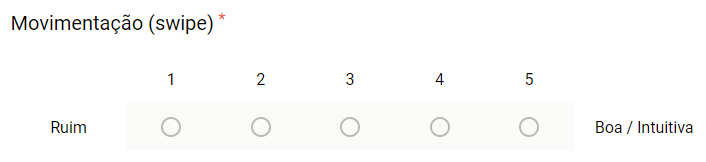 Movimentação (swipe) *
1 2 3 4 5
Ruim Boa / Intuitiva